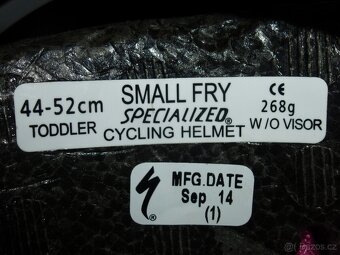 44-52cm SMALL FRY CE
TODDLER SPECIALIZED 268g
CYCLING HELMET W/O VISOR
MFG.DATE
Sep 14
(1)